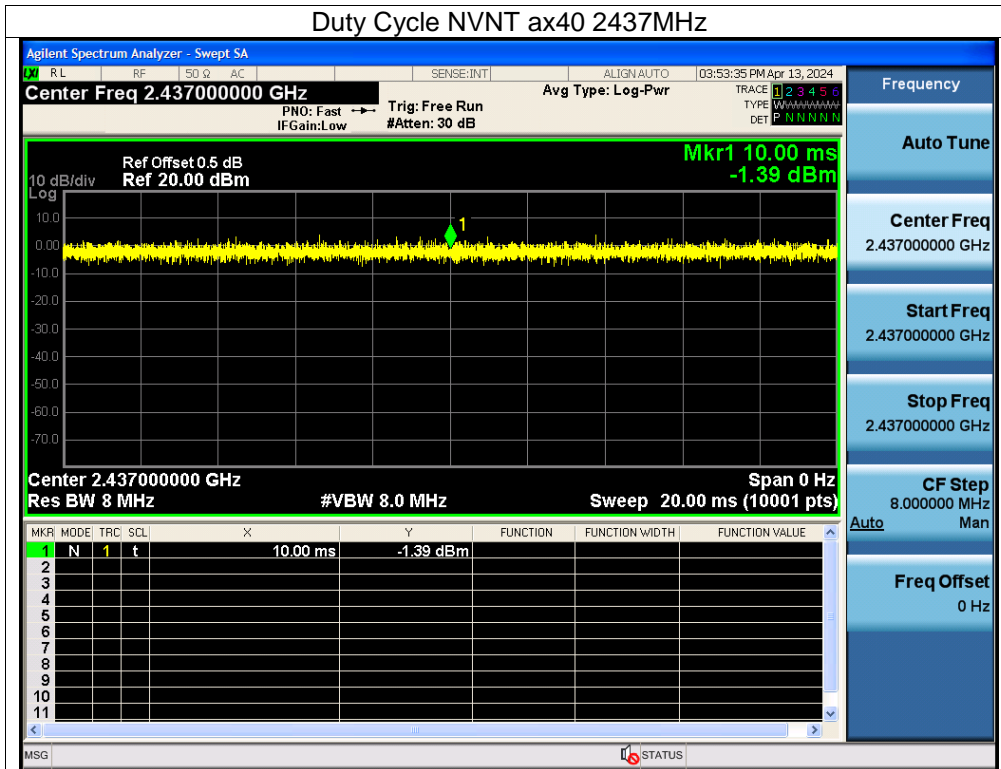 Duty Cycle NVNT ax40 2437MHz
Agilent Spectrum Analyzer - Swept SA
LXI RL RF 50 Ω AC SENSE:INT ALIGN AUTO 03:53:35 PM Apr 13, 2024
Center Freq 2.437000000 GHz
PNO: Fast
IFGain:Low
Trig: Free Run
#Atten: 30 dB
Avg Type: Log-Pwr
TRACE 1 2 3 4 5 6
TYPE WWWWWW
DET P N N N N N
Mkr1 10.00 ms
-1.39 dBm
Ref Offset 0.5 dB
10 dB/div Ref 20.00 dBm
Log
10.0
0.00
-10.0
-20.0
-30.0
-40.0
-50.0
-60.0
-70.0
1
Center 2.437000000 GHz Span 0 Hz
Res BW 8 MHz #VBW 8.0 MHz Sweep 20.00 ms (10001 pts)
MKR MODE TRC SCL X Y FUNCTION FUNCTION WIDTH FUNCTION VALUE
1 N 1 t 10.00 ms -1.39 dBm
2
3
4
5
6
7
8
9
10
11
MSG STATUS
Frequency
Auto Tune
Center Freq
2.437000000 GHz
Start Freq
2.437000000 GHz
Stop Freq
2.437000000 GHz
CF Step
8.000000 MHz
Auto Man
Freq Offset
0 Hz